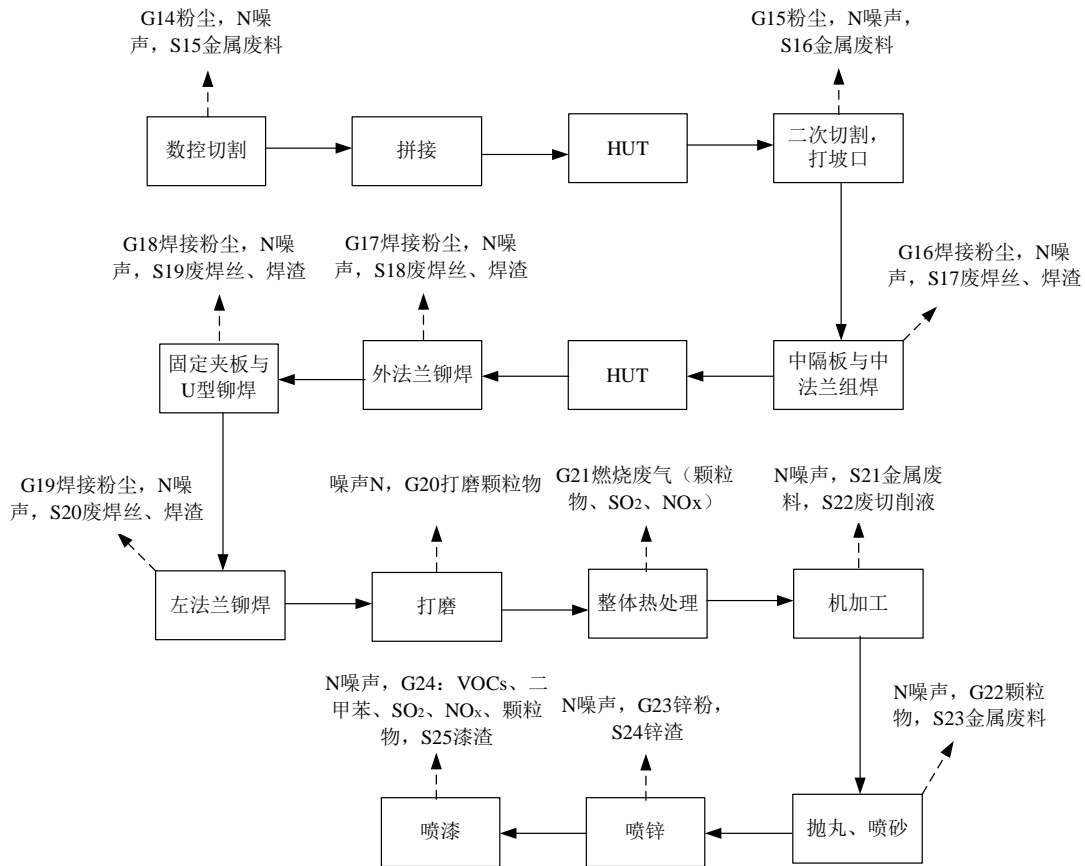 G14粉尘，N噪
声，S15金属废料
G15粉尘，N噪声，
S16金属废料
数控切割
拼接
HUT
二次切割，
打坡口
G18焊接粉尘，N噪
声，S19废焊丝、焊渣
G17焊接粉尘，N噪
声，S18废焊丝、焊渣
G16焊接粉尘，N噪
声，S17废焊丝、焊渣
固定夹板与
U型铆焊
外法兰铆焊
HUT
中隔板与中
法兰组焊
G19焊接粉尘，N噪
声，S20废焊丝、焊渣
噪声N，G20打磨颗粒物
G21燃烧废气（颗粒
物、SO₂、NOx）
N噪声，S21金属废
料，S22废切削液
左法兰铆焊
打磨
整体热处理
机加工
N噪声，G24：VOCs、二
甲苯、SO₂、NOₓ、颗粒
物，S25漆渣
N噪声，G23锌粉，
S24锌渣
N噪声，G22颗粒
物，S23金属废料
喷漆
喷锌
抛丸、喷砂